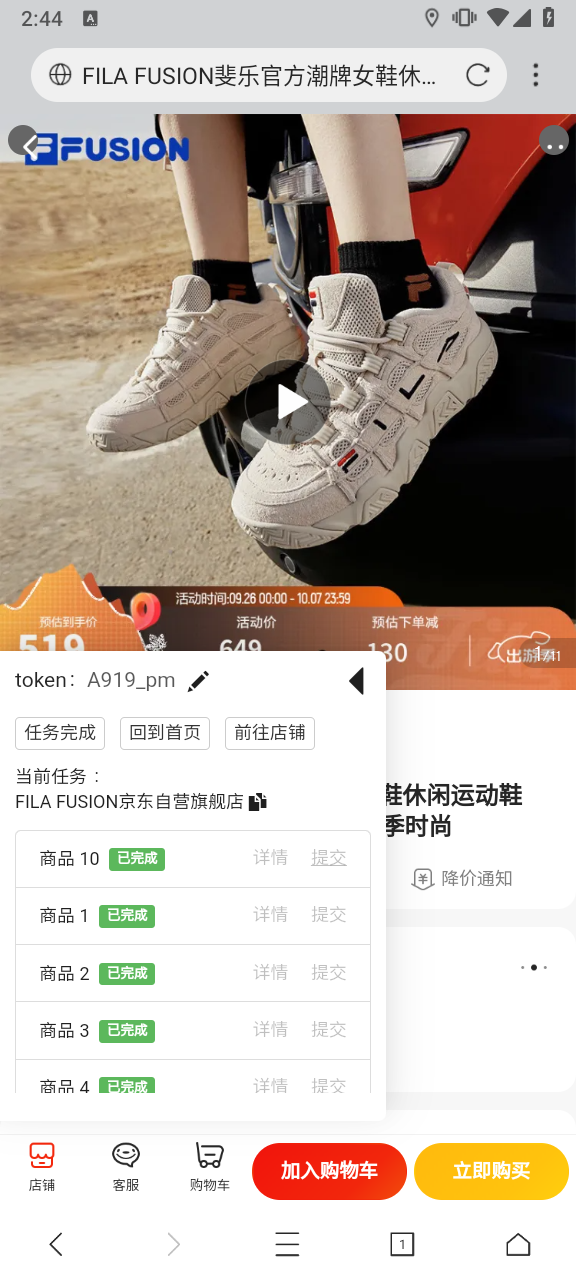 2:44
A
FILA FUSION斐乐官方潮牌女鞋休...
FUSION
活动时间:09.26 00:00 - 10.07 23:59
预估到手价 活动价 预估下单减
519 649 130
1/11
token: A919_pm
任务完成 回到首页 前往店铺
当前任务：
FILA FUSION京东自营旗舰店
鞋休闲运动鞋
季时尚
降价通知
商品 10 已完成 详情 提交
商品 1 已完成 详情 提交
商品 2 已完成 详情 提交
商品 3 已完成 详情 提交
商品 4 已完成 详情 提交
店铺 客服 购物车 加入购物车 立即购买
1